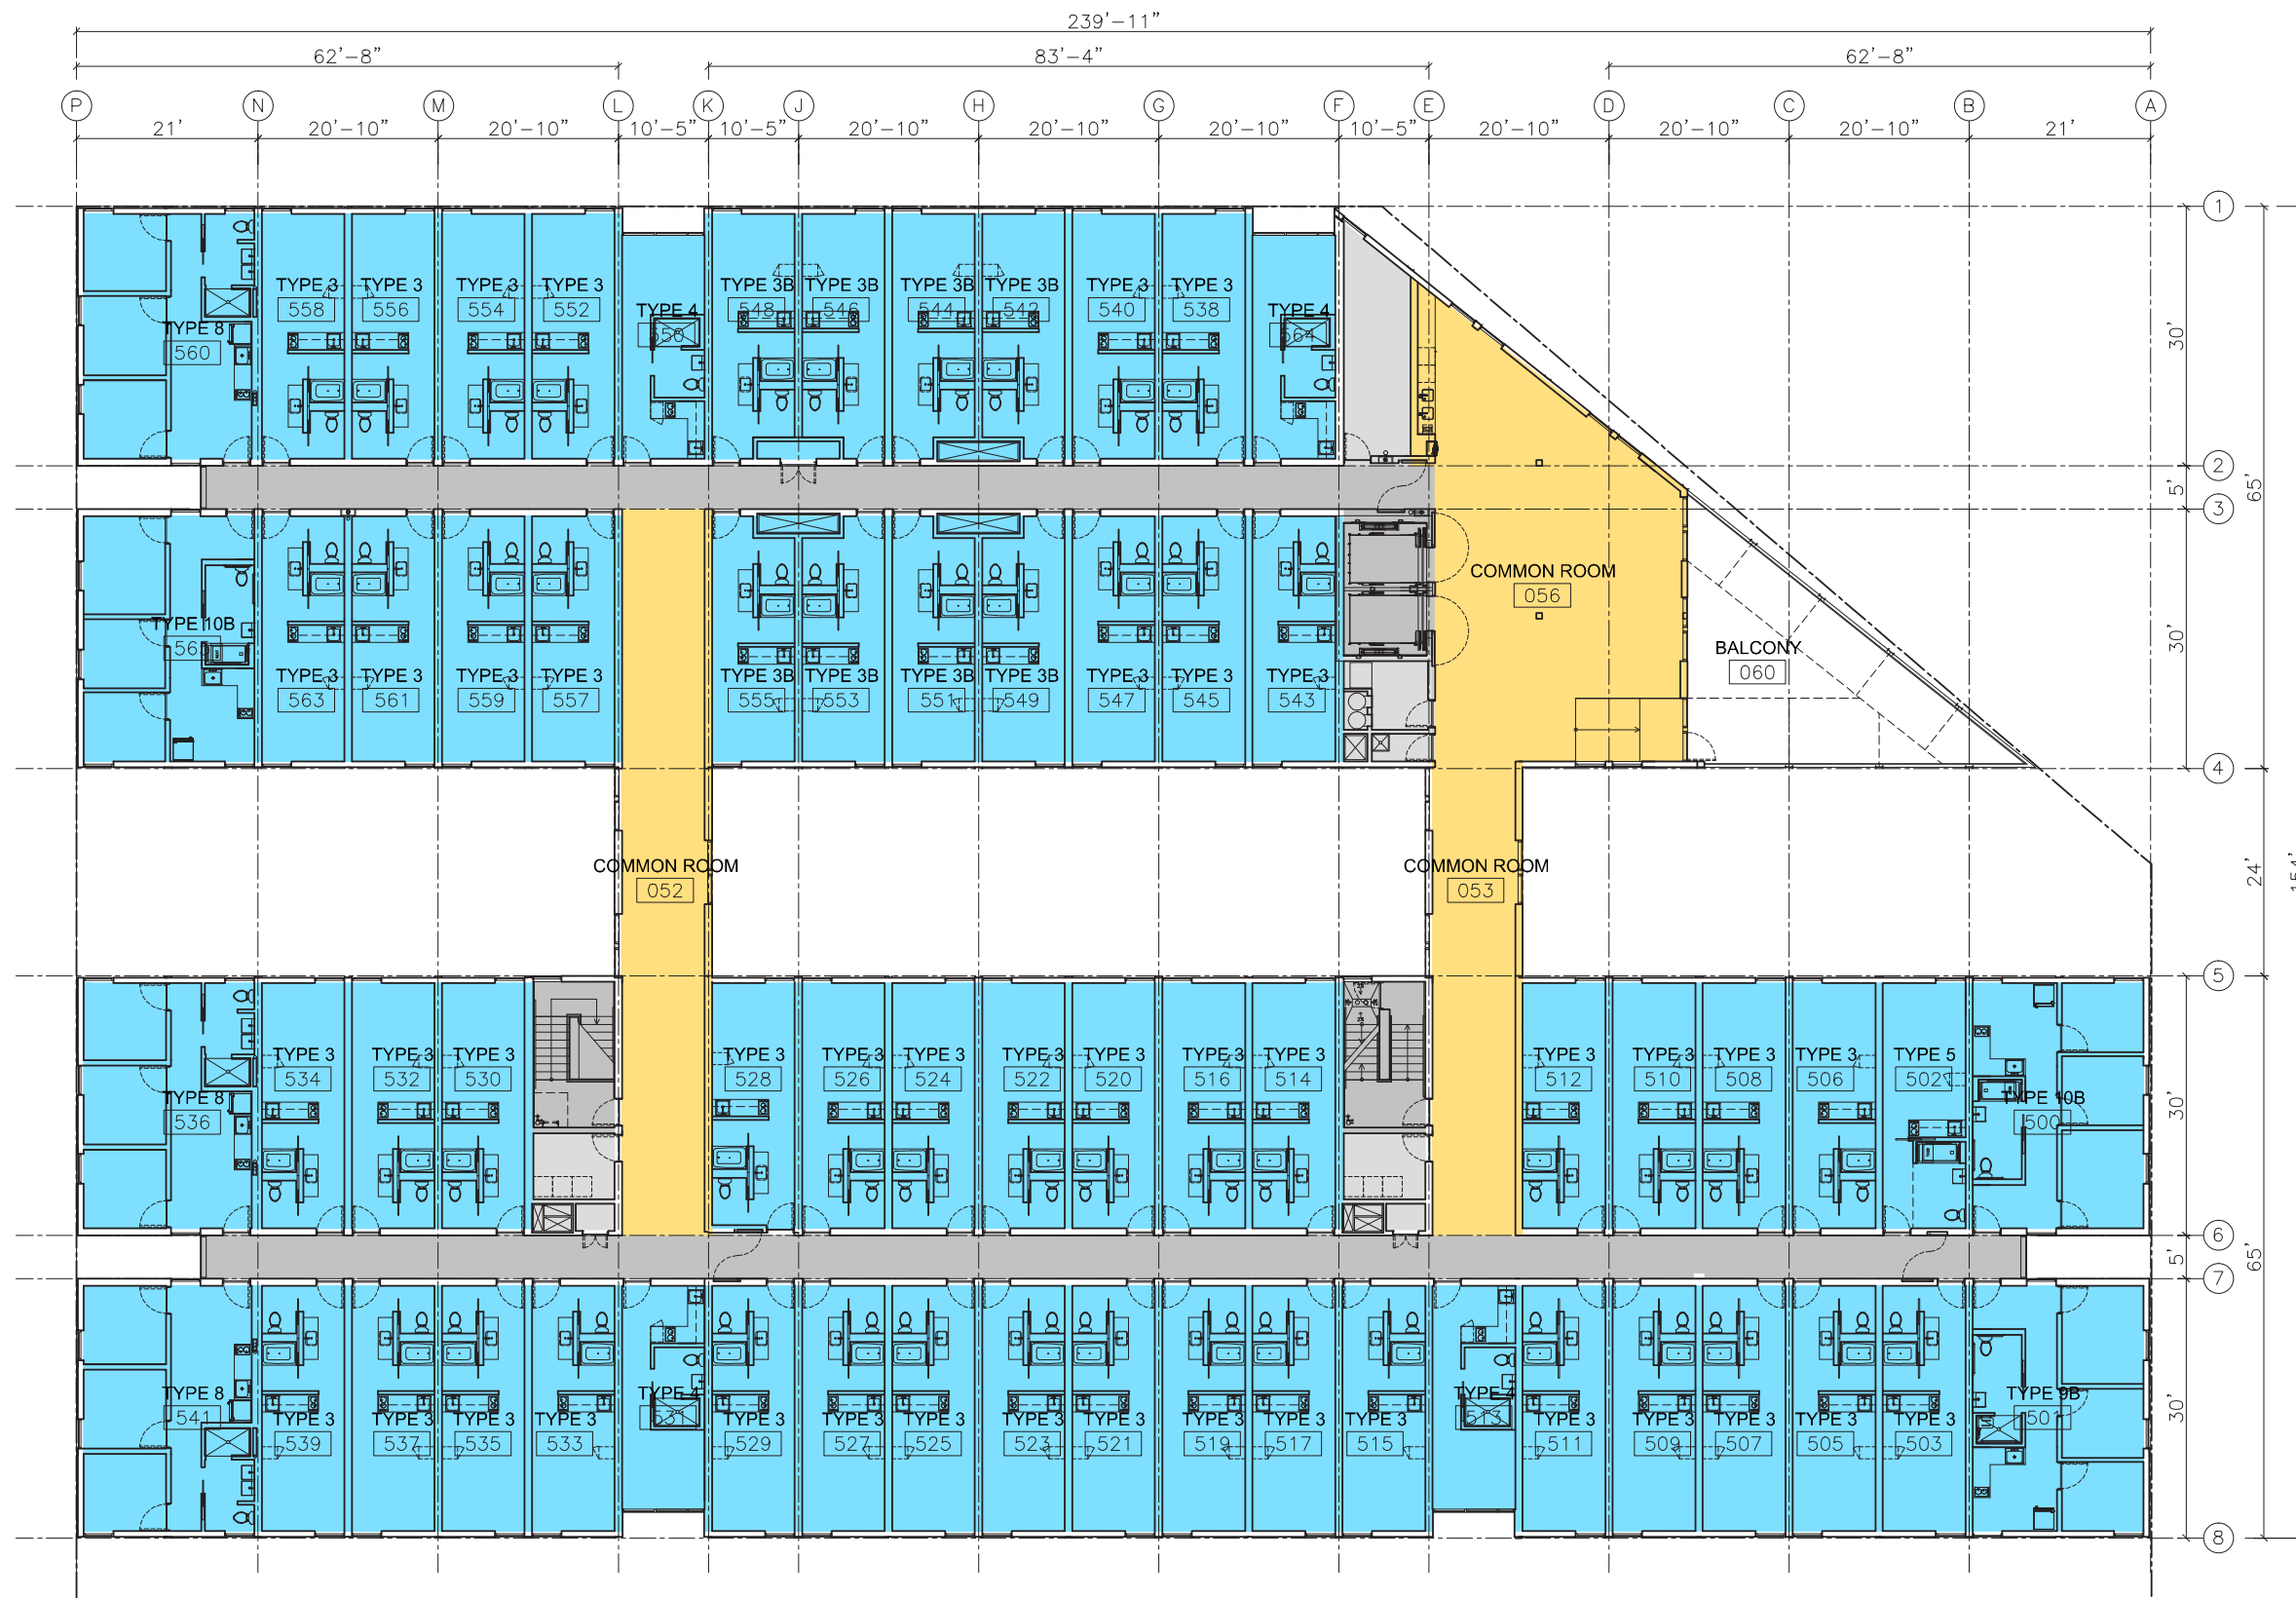 239'-11"
62'-8" 83'-4" 62'-8"
P N M L K J H G F E D C B A
21' 20'-10" 20'-10" 10'-5" 10'-5" 20'-10" 20'-10" 20'-10" 10'-5" 20'-10" 20'-10" 20'-10" 21'
1
TYPE 3 TYPE 3 TYPE 3 TYPE 3 TYPE 3B TYPE 3B TYPE 3B TYPE 3B TYPE 3 TYPE 3
558 556 554 552 TYPE 4 548 546 544 542 540 538 TYPE 4
TYPE 8 550 564 30'
560
2
5' 65'
3
COMMON ROOM
056
TYPE 10B 30'
BALCONY
TYPE 3 TYPE 3 TYPE 3 TYPE 3 TYPE 3B TYPE 3B TYPE 3B TYPE 3B TYPE 3 TYPE 3 TYPE 3 060
563 561 559 557 555 553 551 549 547 545 543
4
COMMON ROOM COMMON ROOM 24' 154'
052 053
5
TYPE 3 TYPE 3 TYPE 3 TYPE 3 TYPE 3 TYPE 3 TYPE 3 TYPE 3 TYPE 3 TYPE 3 TYPE 3 TYPE 3 TYPE 3 TYPE 3 TYPE 5
534 532 530 528 526 524 522 520 516 514 512 510 508 506 502
TYPE 8 TYPE 10B 30'
536 500
6
5' 65'
7
TYPE 8 TYPE 4 TYPE 4 TYPE 9B
541 531 513 501 30'
TYPE 3 TYPE 3 TYPE 3 TYPE 3 TYPE 3 TYPE 3 TYPE 3 TYPE 3 TYPE 3 TYPE 3 TYPE 3 TYPE 3 TYPE 3 TYPE 3 TYPE 3 TYPE 3 TYPE 3
539 537 535 533 529 527 525 523 521 519 517 515 511 509 507 505 503
8